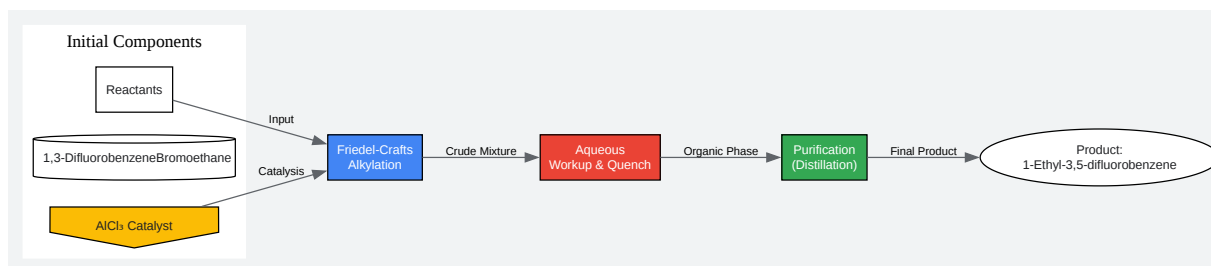 Initial Components
Reactants
Input
1,3-DifluorobenzeneBromoethane
Catalysis
AlCl₃ Catalyst
Friedel-Crafts
Alkylation
Crude Mixture
Aqueous
Workup & Quench
Organic Phase
Purification
(Distillation)
Final Product
Product:
1-Ethyl-3,5-difluorobenzene